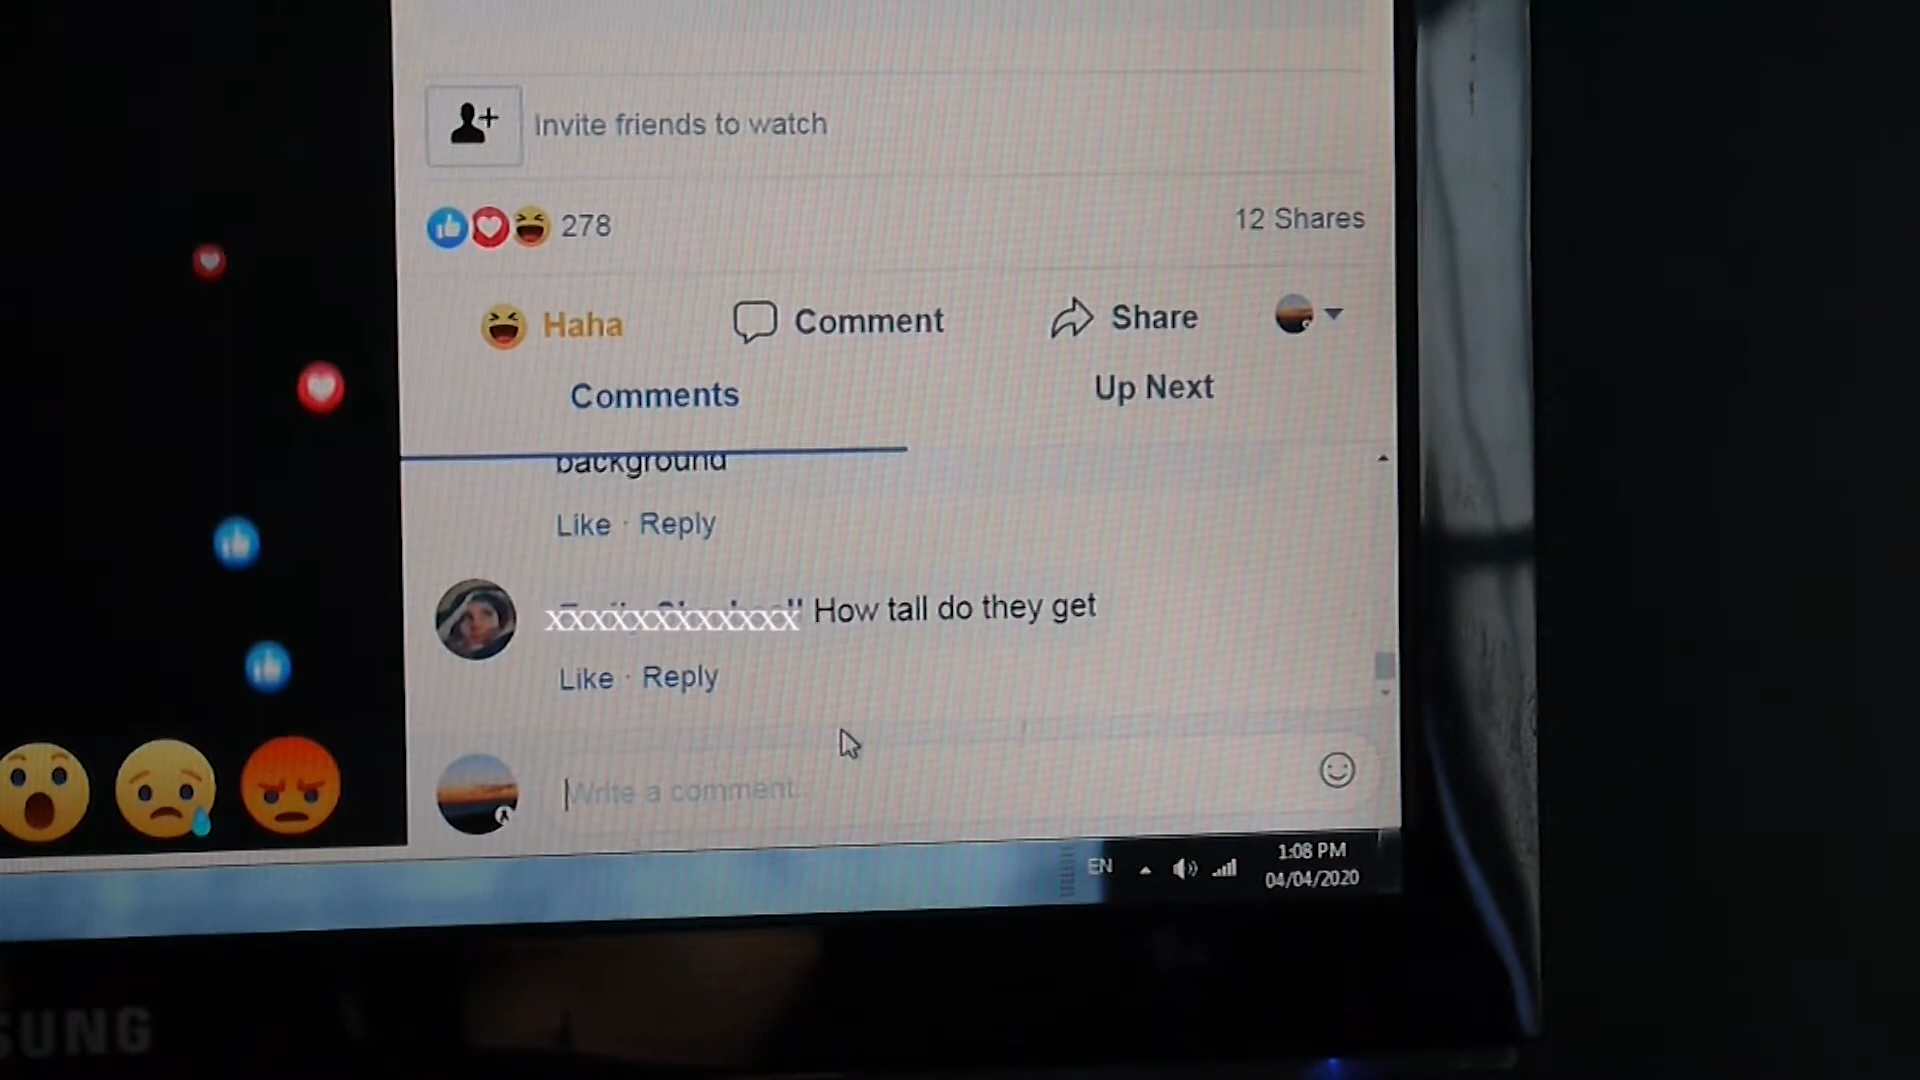 Invite friends to watch
278
12 Shares
Haha
Comment
Share
Comments
Up Next
background
Like · Reply
xxxxxxxxxxxxx How tall do they get
Like · Reply
Write a comment...
EN
1:08 PM
04/04/2020
SUNG